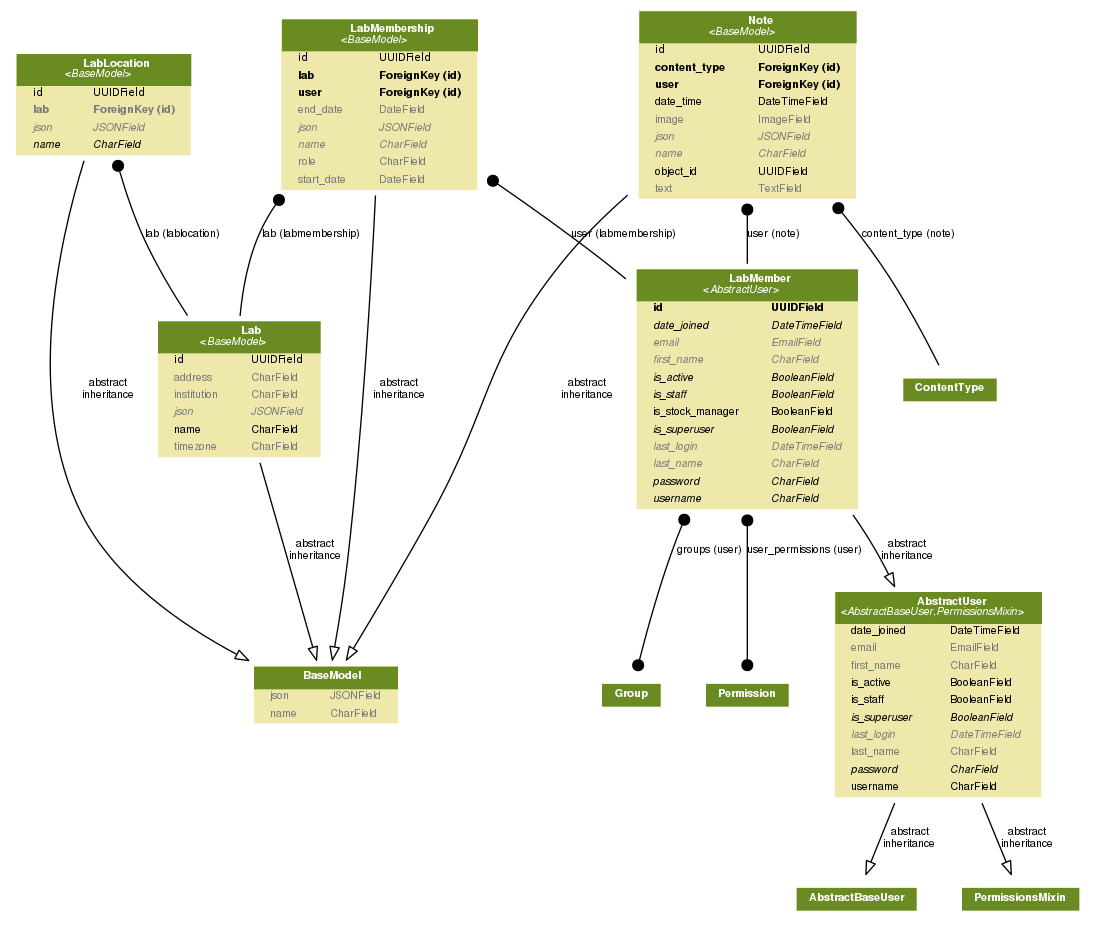 LabLocation
<BaseModel>
id UUIDField
lab ForeignKey (id)
json JSONField
name CharField
LabMembership
<BaseModel>
id UUIDField
lab ForeignKey (id)
user ForeignKey (id)
end_date DateField
json JSONField
name CharField
role CharField
start_date DateField
Note
<BaseModel>
id UUIDField
content_type ForeignKey (id)
user ForeignKey (id)
date_time DateTimeField
image ImageField
json JSONField
name CharField
object_id UUIDField
text TextField
lab (lablocation)
lab (labmembership)
user (labmembership)
user (note)
content_type (note)
Lab
<BaseModel>
id UUIDField
address CharField
institution CharField
json JSONField
name CharField
timezone CharField
LabMember
<AbstractUser>
id UUIDField
date_joined DateTimeField
email EmailField
first_name CharField
is_active BooleanField
is_staff BooleanField
is_stock_manager BooleanField
is_superuser BooleanField
last_login DateTimeField
last_name CharField
password CharField
username CharField
ContentType
abstract
inheritance
abstract
inheritance
abstract
inheritance
abstract
inheritance
groups (user)
user_permissions (user)
abstract
inheritance
BaseModel
json JSONField
name CharField
Group
Permission
AbstractUser
<AbstractBaseUser,PermissionsMixin>
date_joined DateTimeField
email EmailField
first_name CharField
is_active BooleanField
is_staff BooleanField
is_superuser BooleanField
last_login DateTimeField
last_name CharField
password CharField
username CharField
abstract
inheritance
abstract
inheritance
AbstractBaseUser
PermissionsMixin